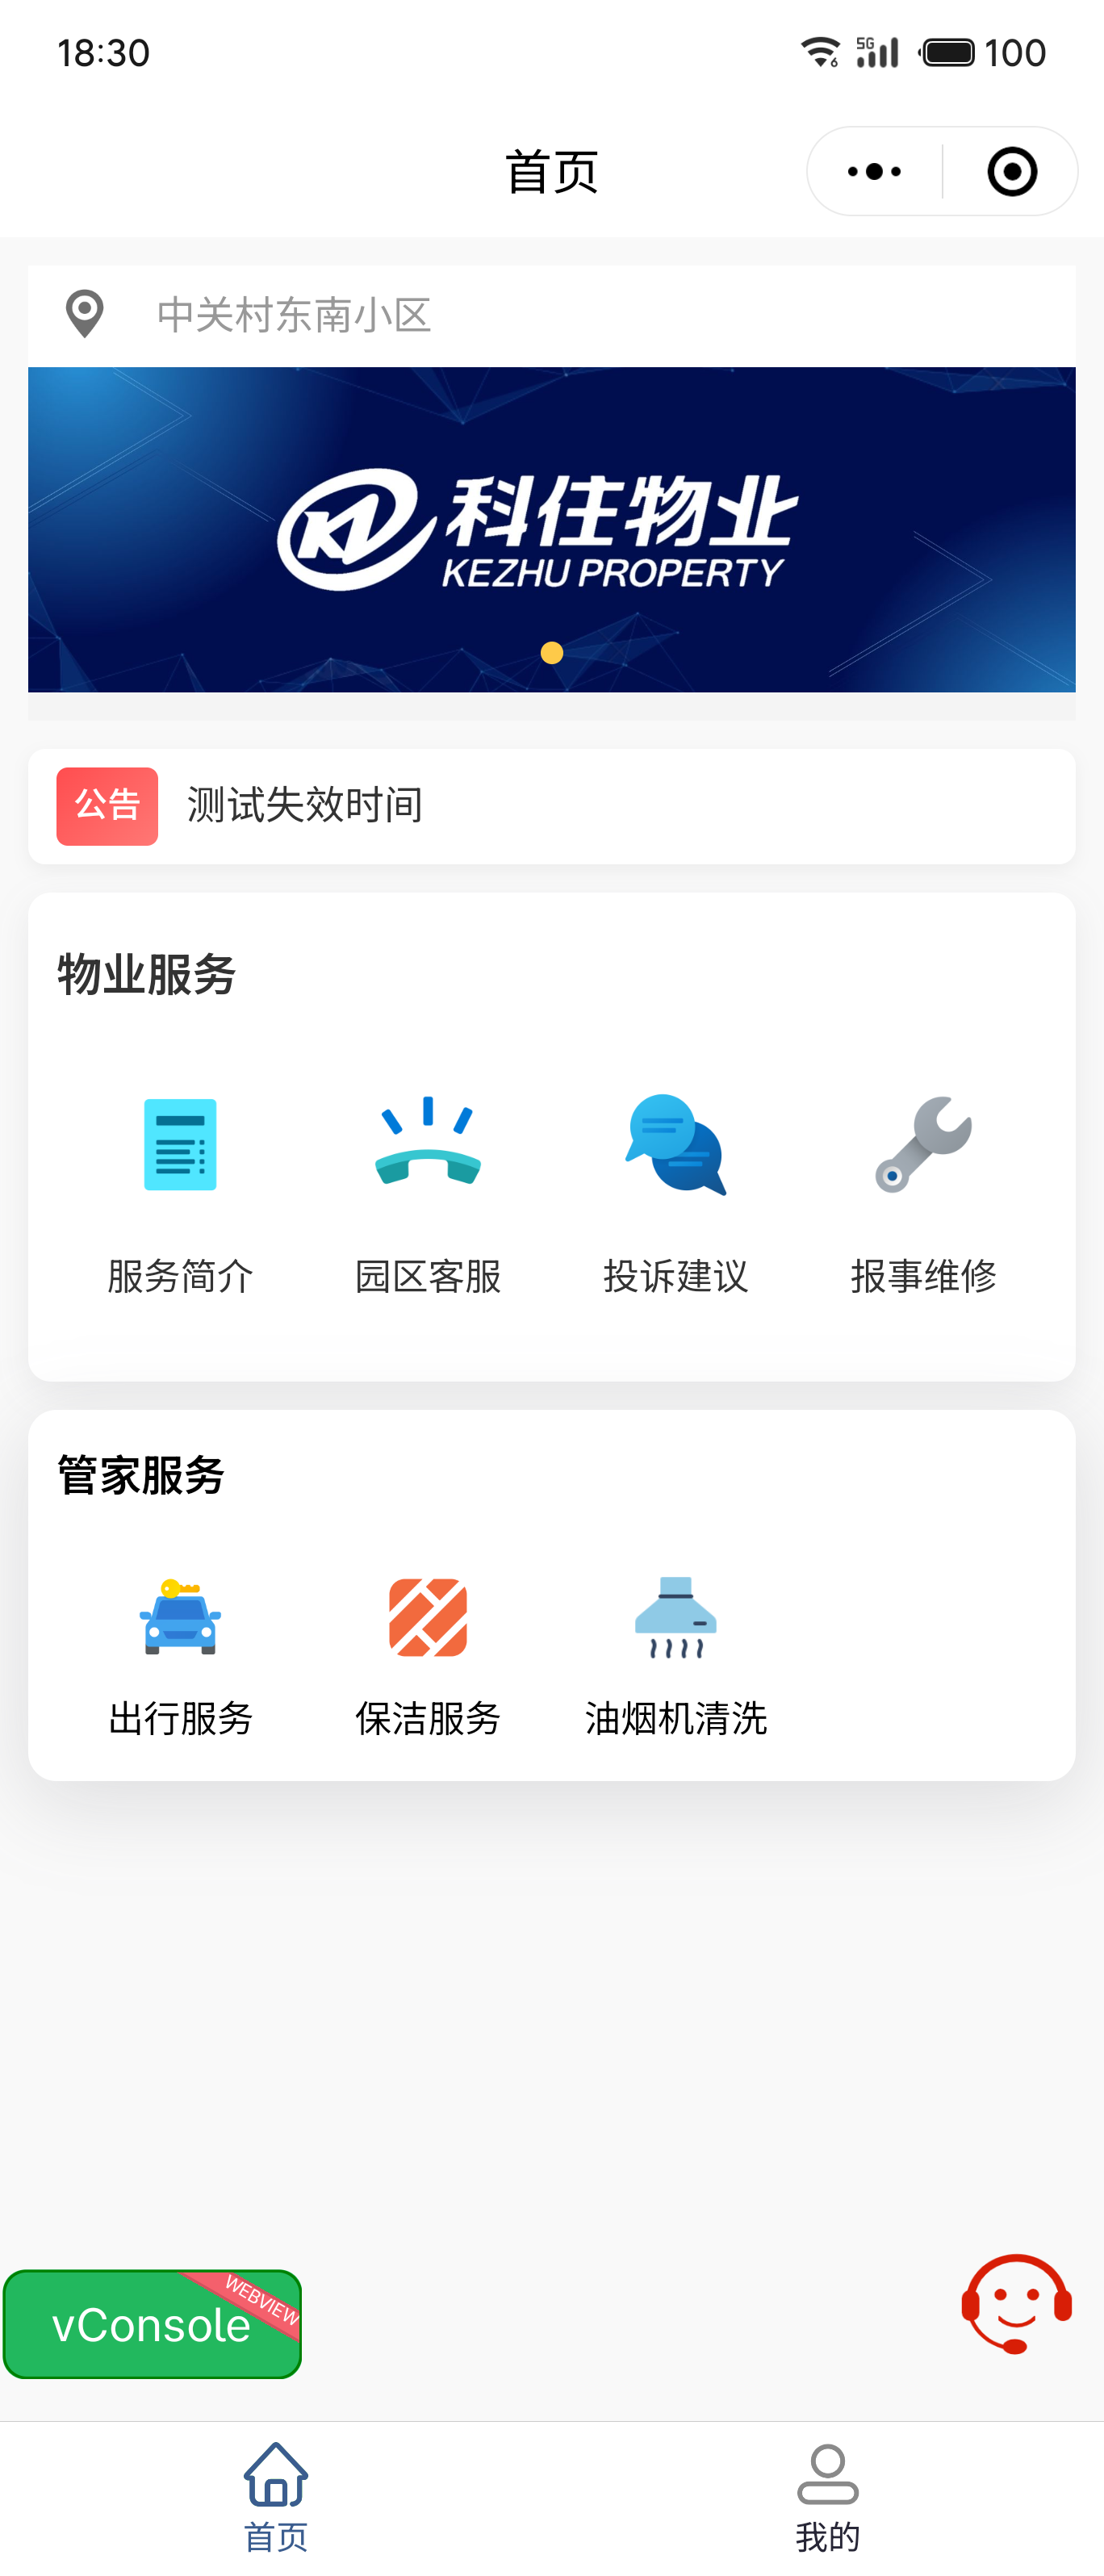 18:30
5G 6 100
首页
中关村东南小区
科住物业
KEZHU PROPERTY
公告 测试失效时间
物业服务
服务简介 园区客服 投诉建议 报事维修
管家服务
出行服务 保洁服务 油烟机清洗
vConsole WEBVIEW
首页 我的